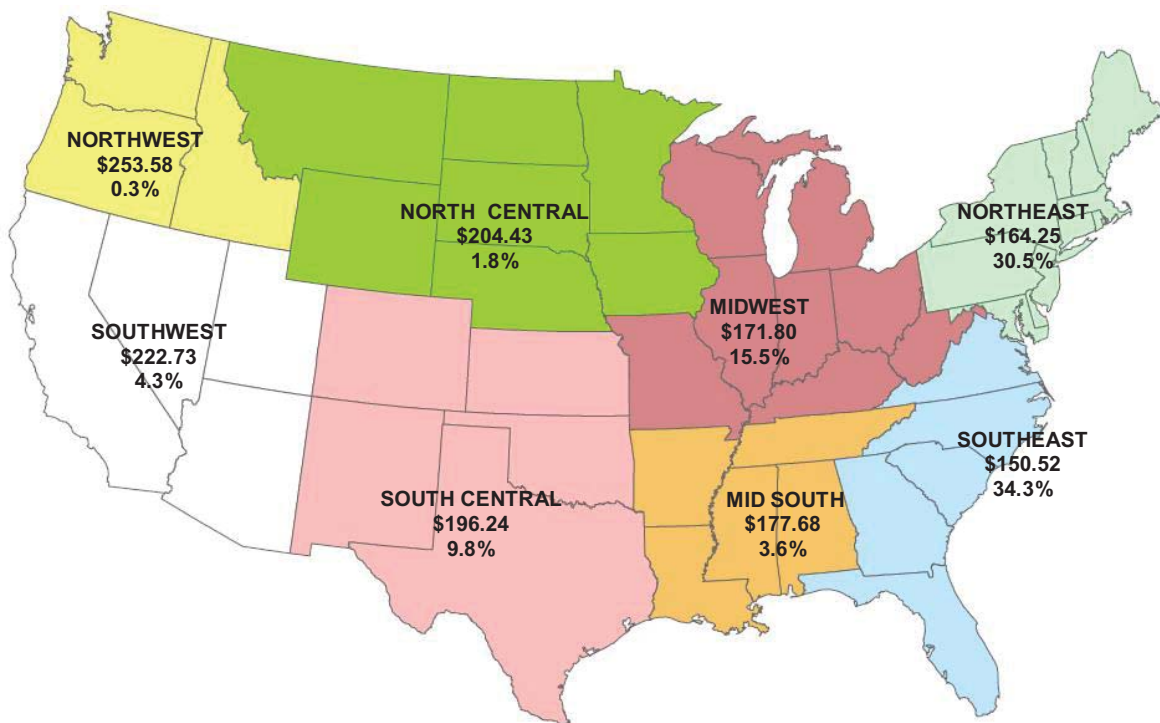 NORTHWEST
$253.58
0.3%
NORTH CENTRAL
$204.43
1.8%
NORTHEAST
$164.25
30.5%
SOUTHWEST
$222.73
4.3%
MIDWEST
$171.80
15.5%
SOUTHEAST
$150.52
34.3%
SOUTH CENTRAL
$196.24
9.8%
MID SOUTH
$177.68
3.6%